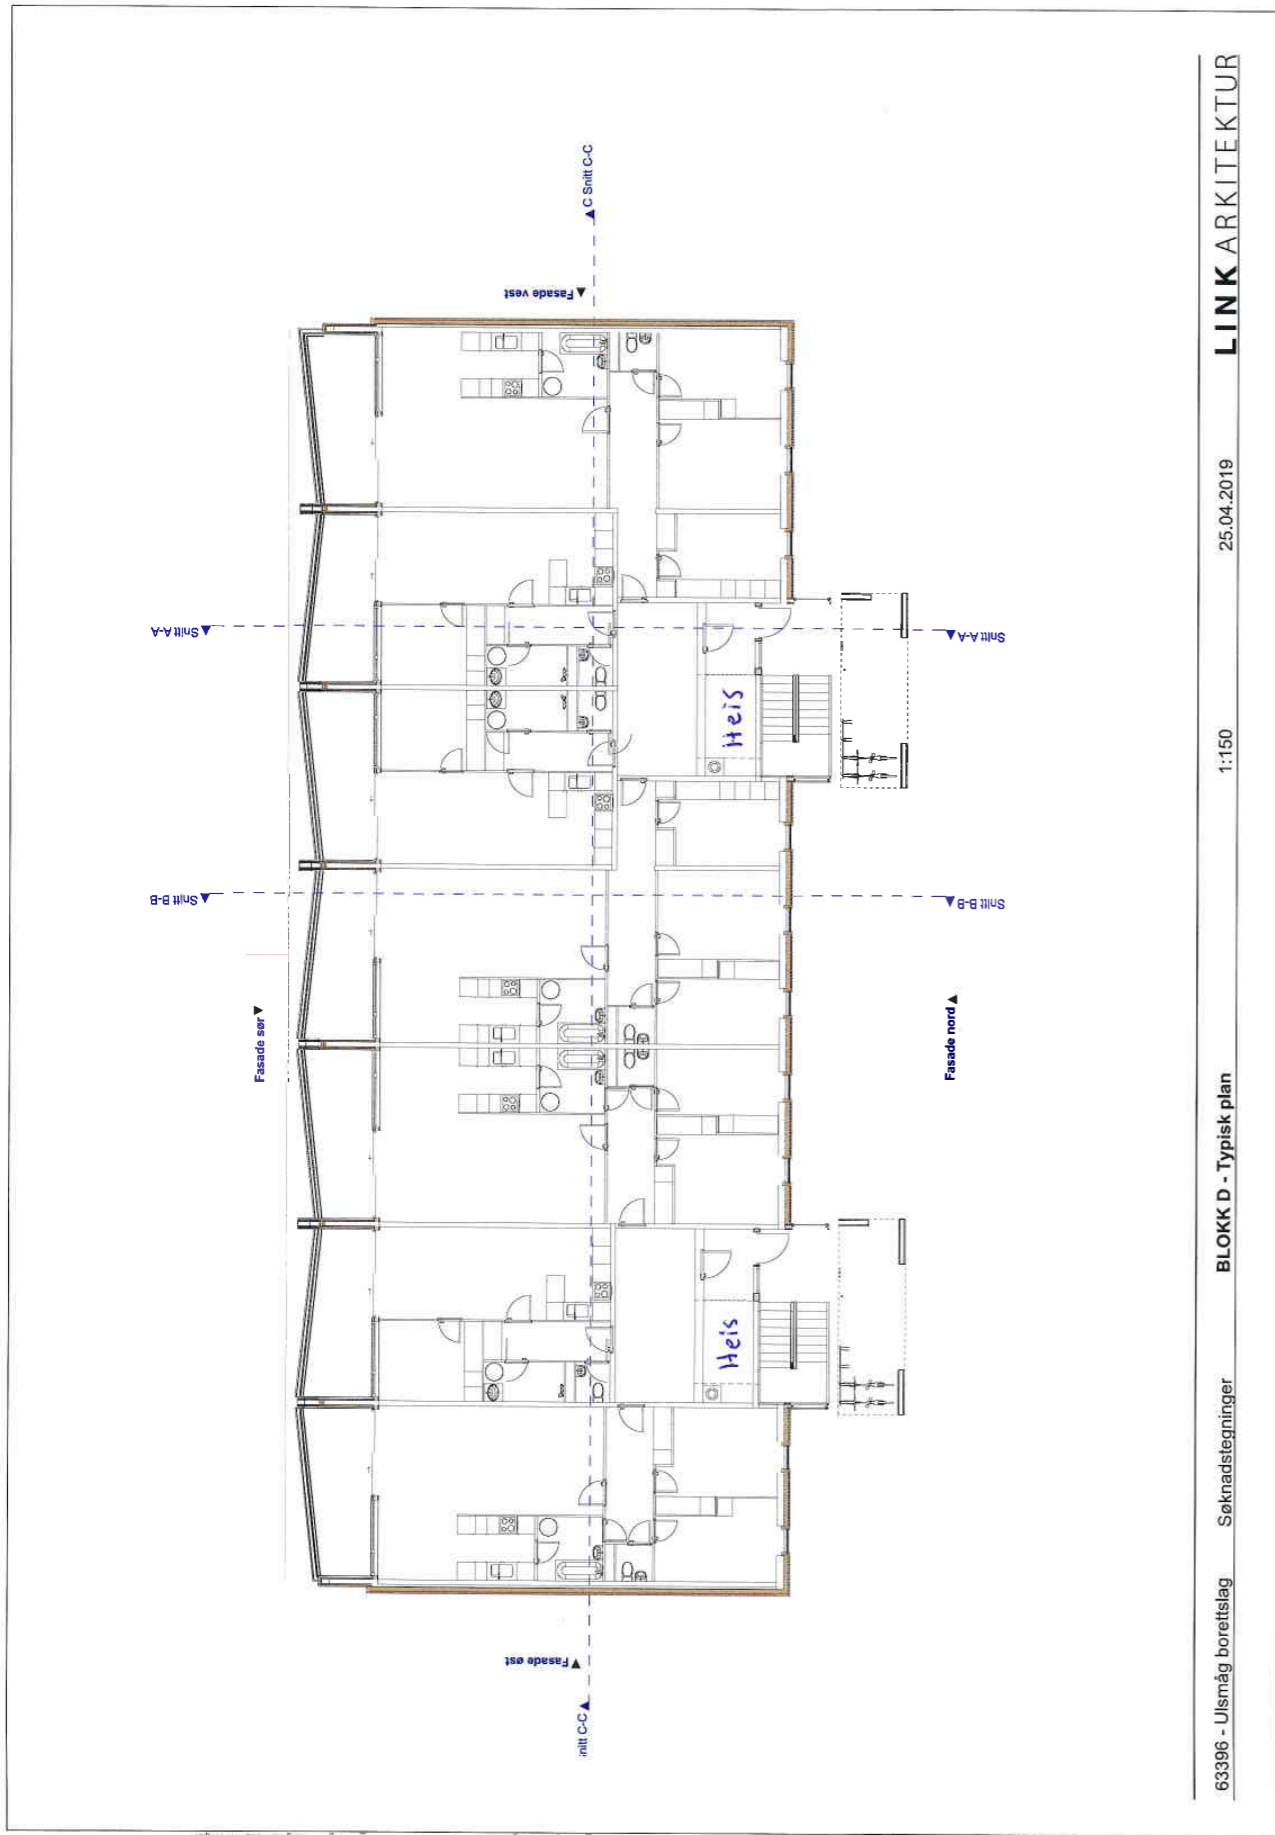 Fasade vest
C Snitt C-C
Snitt A-A
Snitt A-A
Heis
Snitt B-B
Snitt B-B
Fasade sør
Fasade nord
Heis
Fasade øst
nitt C-C
63396 - Ulsmåg borettslag
Søknadstegninger
BLOKK D - Typisk plan
1:150
25.04.2019
LINK ARKITEKTUR